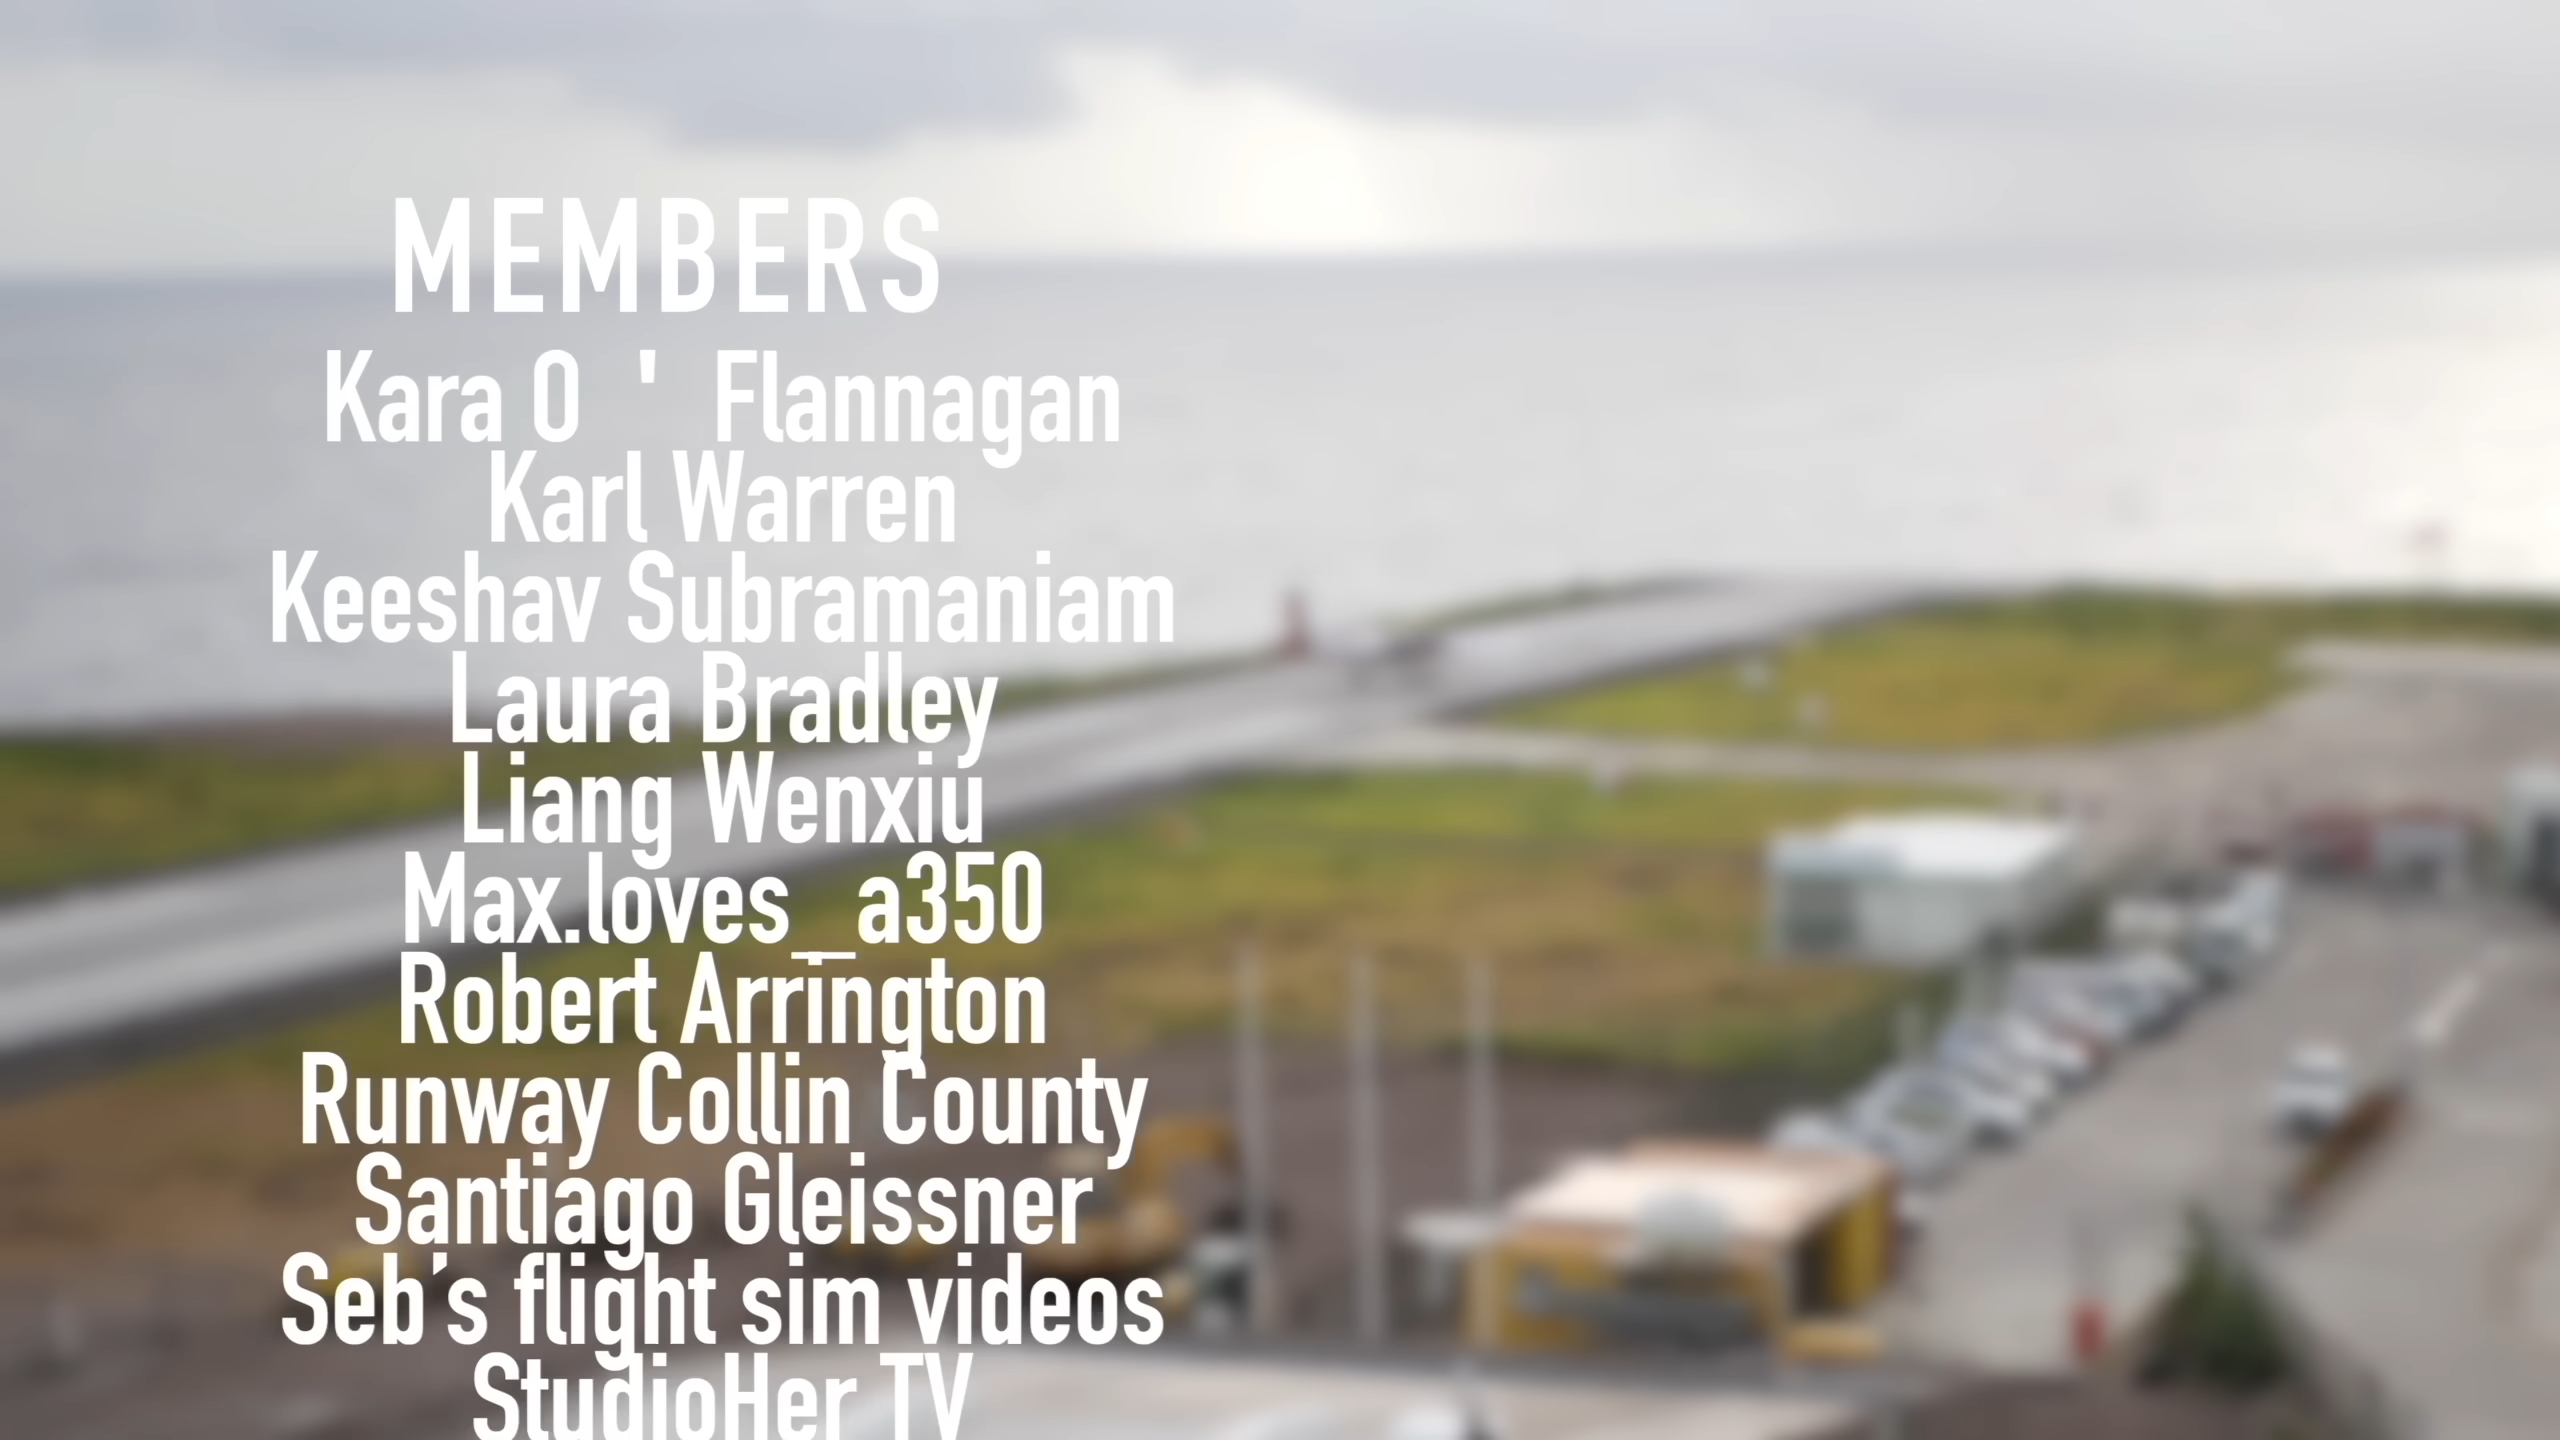 MEMBERS
Kara O ' Flannagan
Karl Warren
Keeshav Subramaniam
Laura Bradley
Liang Wenxiu
Max.loves_a350
Robert Arrington
Runway Collin County
Santiago Gleissner
Seb's flight sim videos
StudioHer TV